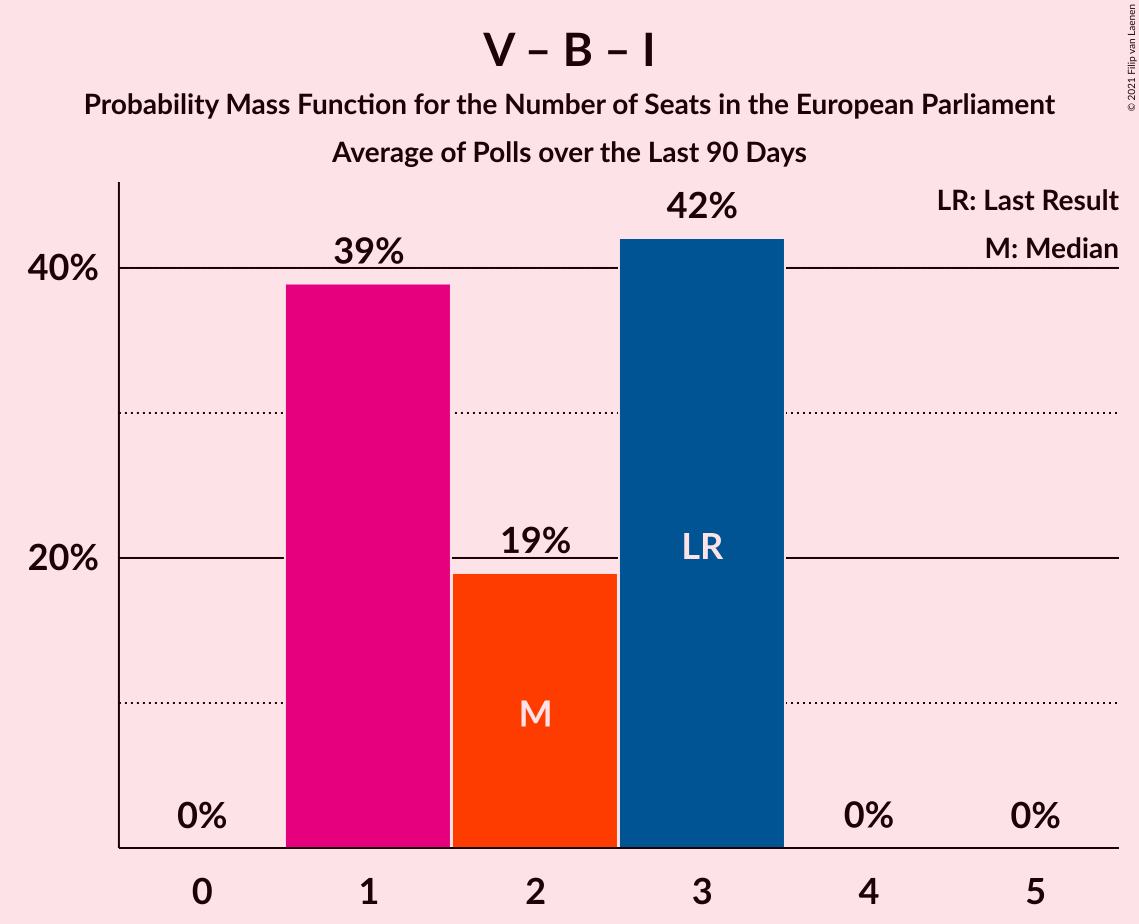 V – B – I
Probability Mass Function for the Number of Seats in the European Parliament
Average of Polls over the Last 90 Days
© 2021 Filip van Laenen
LR: Last Result
M: Median
40%
20%
0%
39%
19%
42%
0%
0%
M
LR
0
1
2
3
4
5